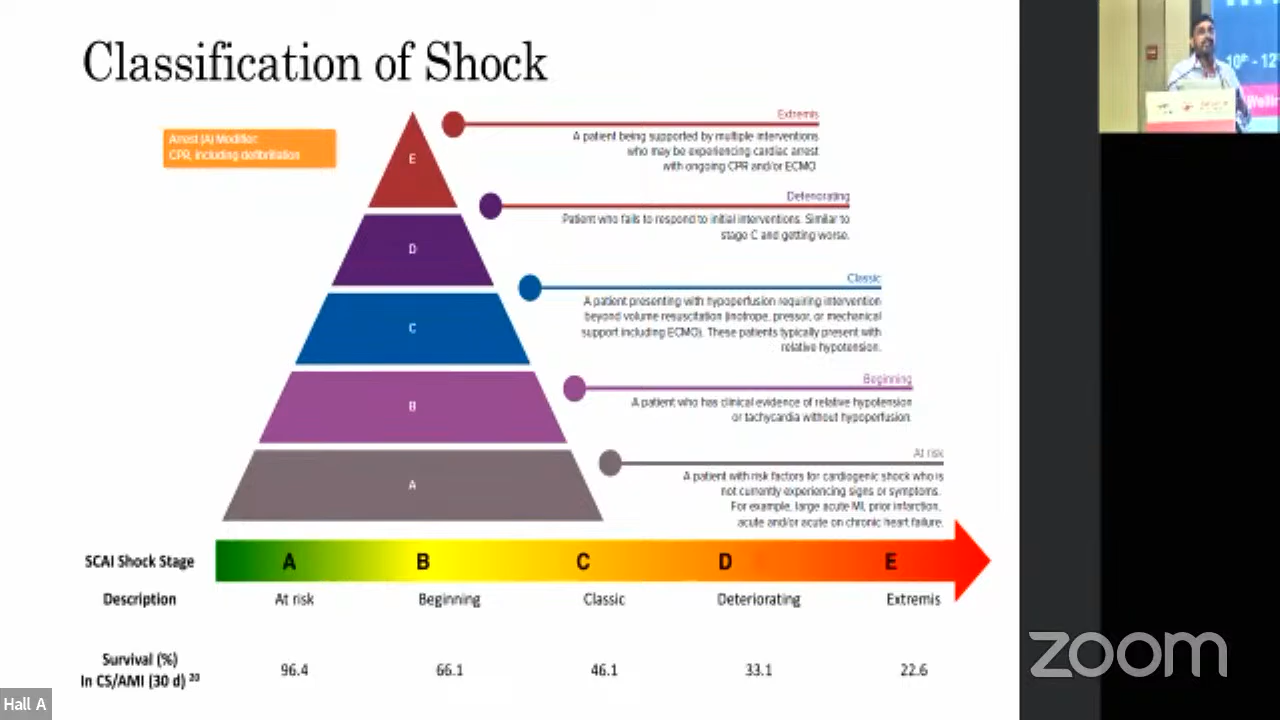 Classification of Shock
Arrest (A) Modifier:
CPR, including defibrillation
E
Extremis
A patient being supported by multiple interventions
who may be experiencing cardiac arrest
with ongoing CPR and/or ECMO
D
Deteriorating
Patient who fails to respond to initial interventions. Similar to
stage C and getting worse.
C
Classic
A patient presenting with hypoperfusion requiring intervention
beyond volume resuscitation (inotrope, pressor, or mechanical
support including ECMO). These patients typically present with
relative hypotension.
B
Beginning
A patient who has clinical evidence of relative hypotension
or tachycardia without hypoperfusion.
A
At risk
A patient with risk factors for cardiogenic shock who is
not currently experiencing signs or symptoms.
For example, large acute MI, prior infarction,
acute and/or acute on chronic heart failure.
SCAI Shock Stage A B C D E
Description At risk Beginning Classic Deteriorating Extremis
Survival (%)
In CS/AMI (30 d) 20 96.4 66.1 46.1 33.1 22.6
Hall A
zoom
10th - 12